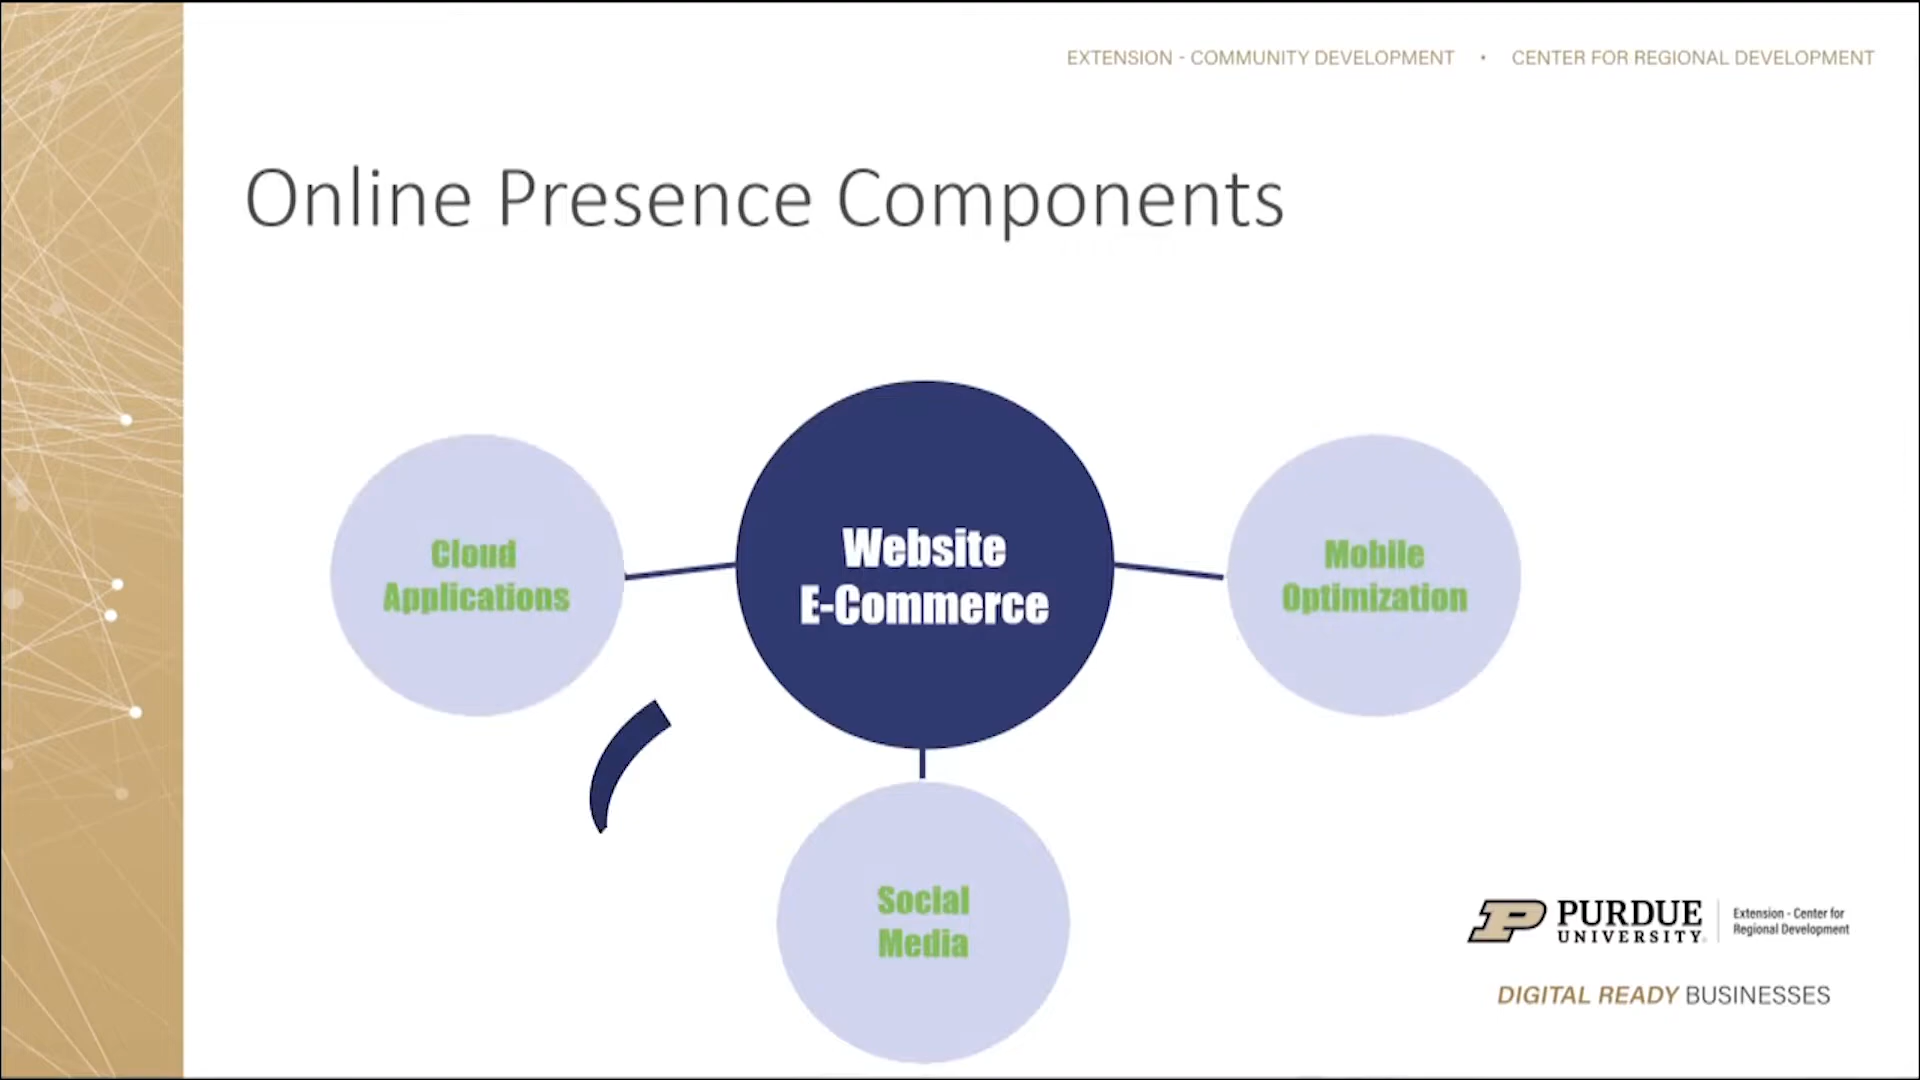 EXTENSION - COMMUNITY DEVELOPMENT • CENTER FOR REGIONAL DEVELOPMENT
Online Presence Components
Website
E-Commerce
Cloud
Applications
Mobile
Optimization
Social
Media
PURDUE
UNIVERSITY
Extension - Center for
Regional Development
DIGITAL READY BUSINESSES